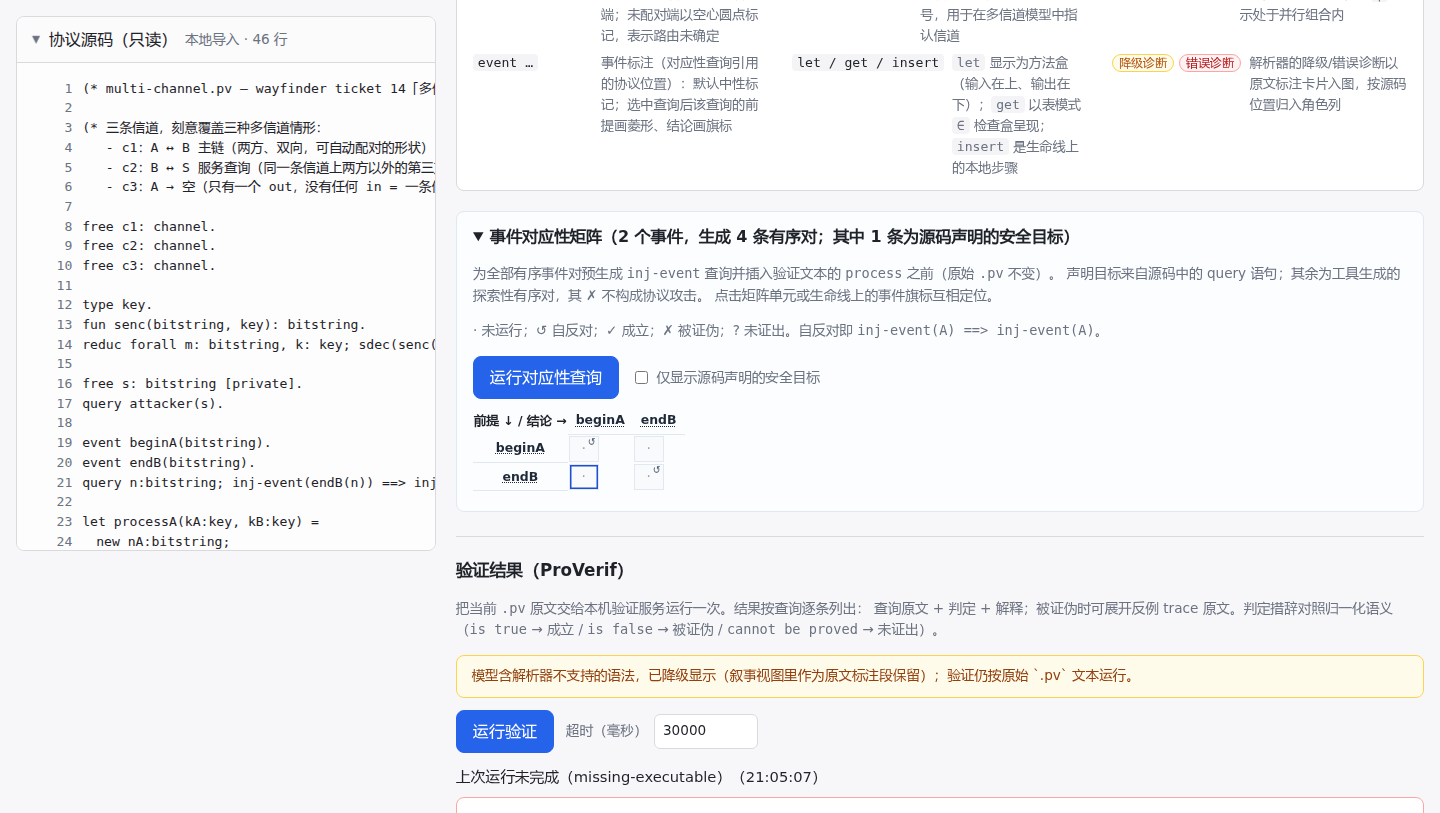 ▼ 协议源码（只读） 本地导入 · 46 行
1 (* multi-channel.pv — wayfinder ticket 14「多
2
3 (* 三条信道，刻意覆盖三种多信道情形：
4 - c1：A ↔ B 主链（两方、双向，可自动配对的形状）
5 - c2：B ↔ S 服务查询（同一条信道上两方以外的第三
6 - c3：A → 空（只有一个 out，没有任何 in = 一条
7
8 free c1: channel.
9 free c2: channel.
10 free c3: channel.
11
12 type key.
13 fun senc(bitstring, key): bitstring.
14 reduc forall m: bitstring, k: key; sdec(senc(
15
16 free s: bitstring [private].
17 query attacker(s).
18
19 event beginA(bitstring).
20 event endB(bitstring).
21 query n:bitstring; inj-event(endB(n)) ==> inj
22
23 let processA(kA:key, kB:key) =
24 new nA:bitstring;
端；未配对端以空心圆点标
记，表示路由未确定
号，用于在多信道模型中指
认信道
示处于并行组合内
event …
事件标注（对应性查询引用
的协议位置）：默认中性标
记；选中查询后该查询的前
提画菱形、结论画旗标
let / get / insert
let 显示为方法盒
（输入在上、输出在
下）；get 以表模式
∈ 检查盒呈现；
insert 是生命线上
的本地步骤
降级诊断 错误诊断
解析器的降级/错误诊断以
原文标注卡片入图，按源码
位置归入角色列
▼ 事件对应性矩阵（2 个事件，生成 4 条有序对；其中 1 条为源码声明的安全目标）
为全部有序事件对预生成 inj-event 查询并插入验证文本的 process 之前（原始 .pv 不变）。 声明目标来自源码中的 query 语句；其余为工具生成的
探索性有序对，其 ✗ 不构成协议攻击。 点击矩阵单元或生命线上的事件旗标互相定位。
· 未运行；↺ 自反对；✓ 成立；✗ 被证伪；? 未证出。自反对即 inj-event(A) ==> inj-event(A)。
运行对应性查询 仅显示源码声明的安全目标
前提 ↓ / 结论 → beginA endB
beginA · ↺ ·
endB · · ↺
验证结果（ProVerif）
把当前 .pv 原文交给本机验证服务运行一次。结果按查询逐条列出： 查询原文 + 判定 + 解释；被证伪时可展开反例 trace 原文。判定措辞对照归一化语义
（is true → 成立 / is false → 被证伪 / cannot be proved → 未证出）。
模型含解析器不支持的语法，已降级显示（叙事视图里作为原文标注段保留）；验证仍按原始 `.pv` 文本运行。
运行验证 超时（毫秒） 30000
上次运行未完成（missing-executable）（21:05:07）